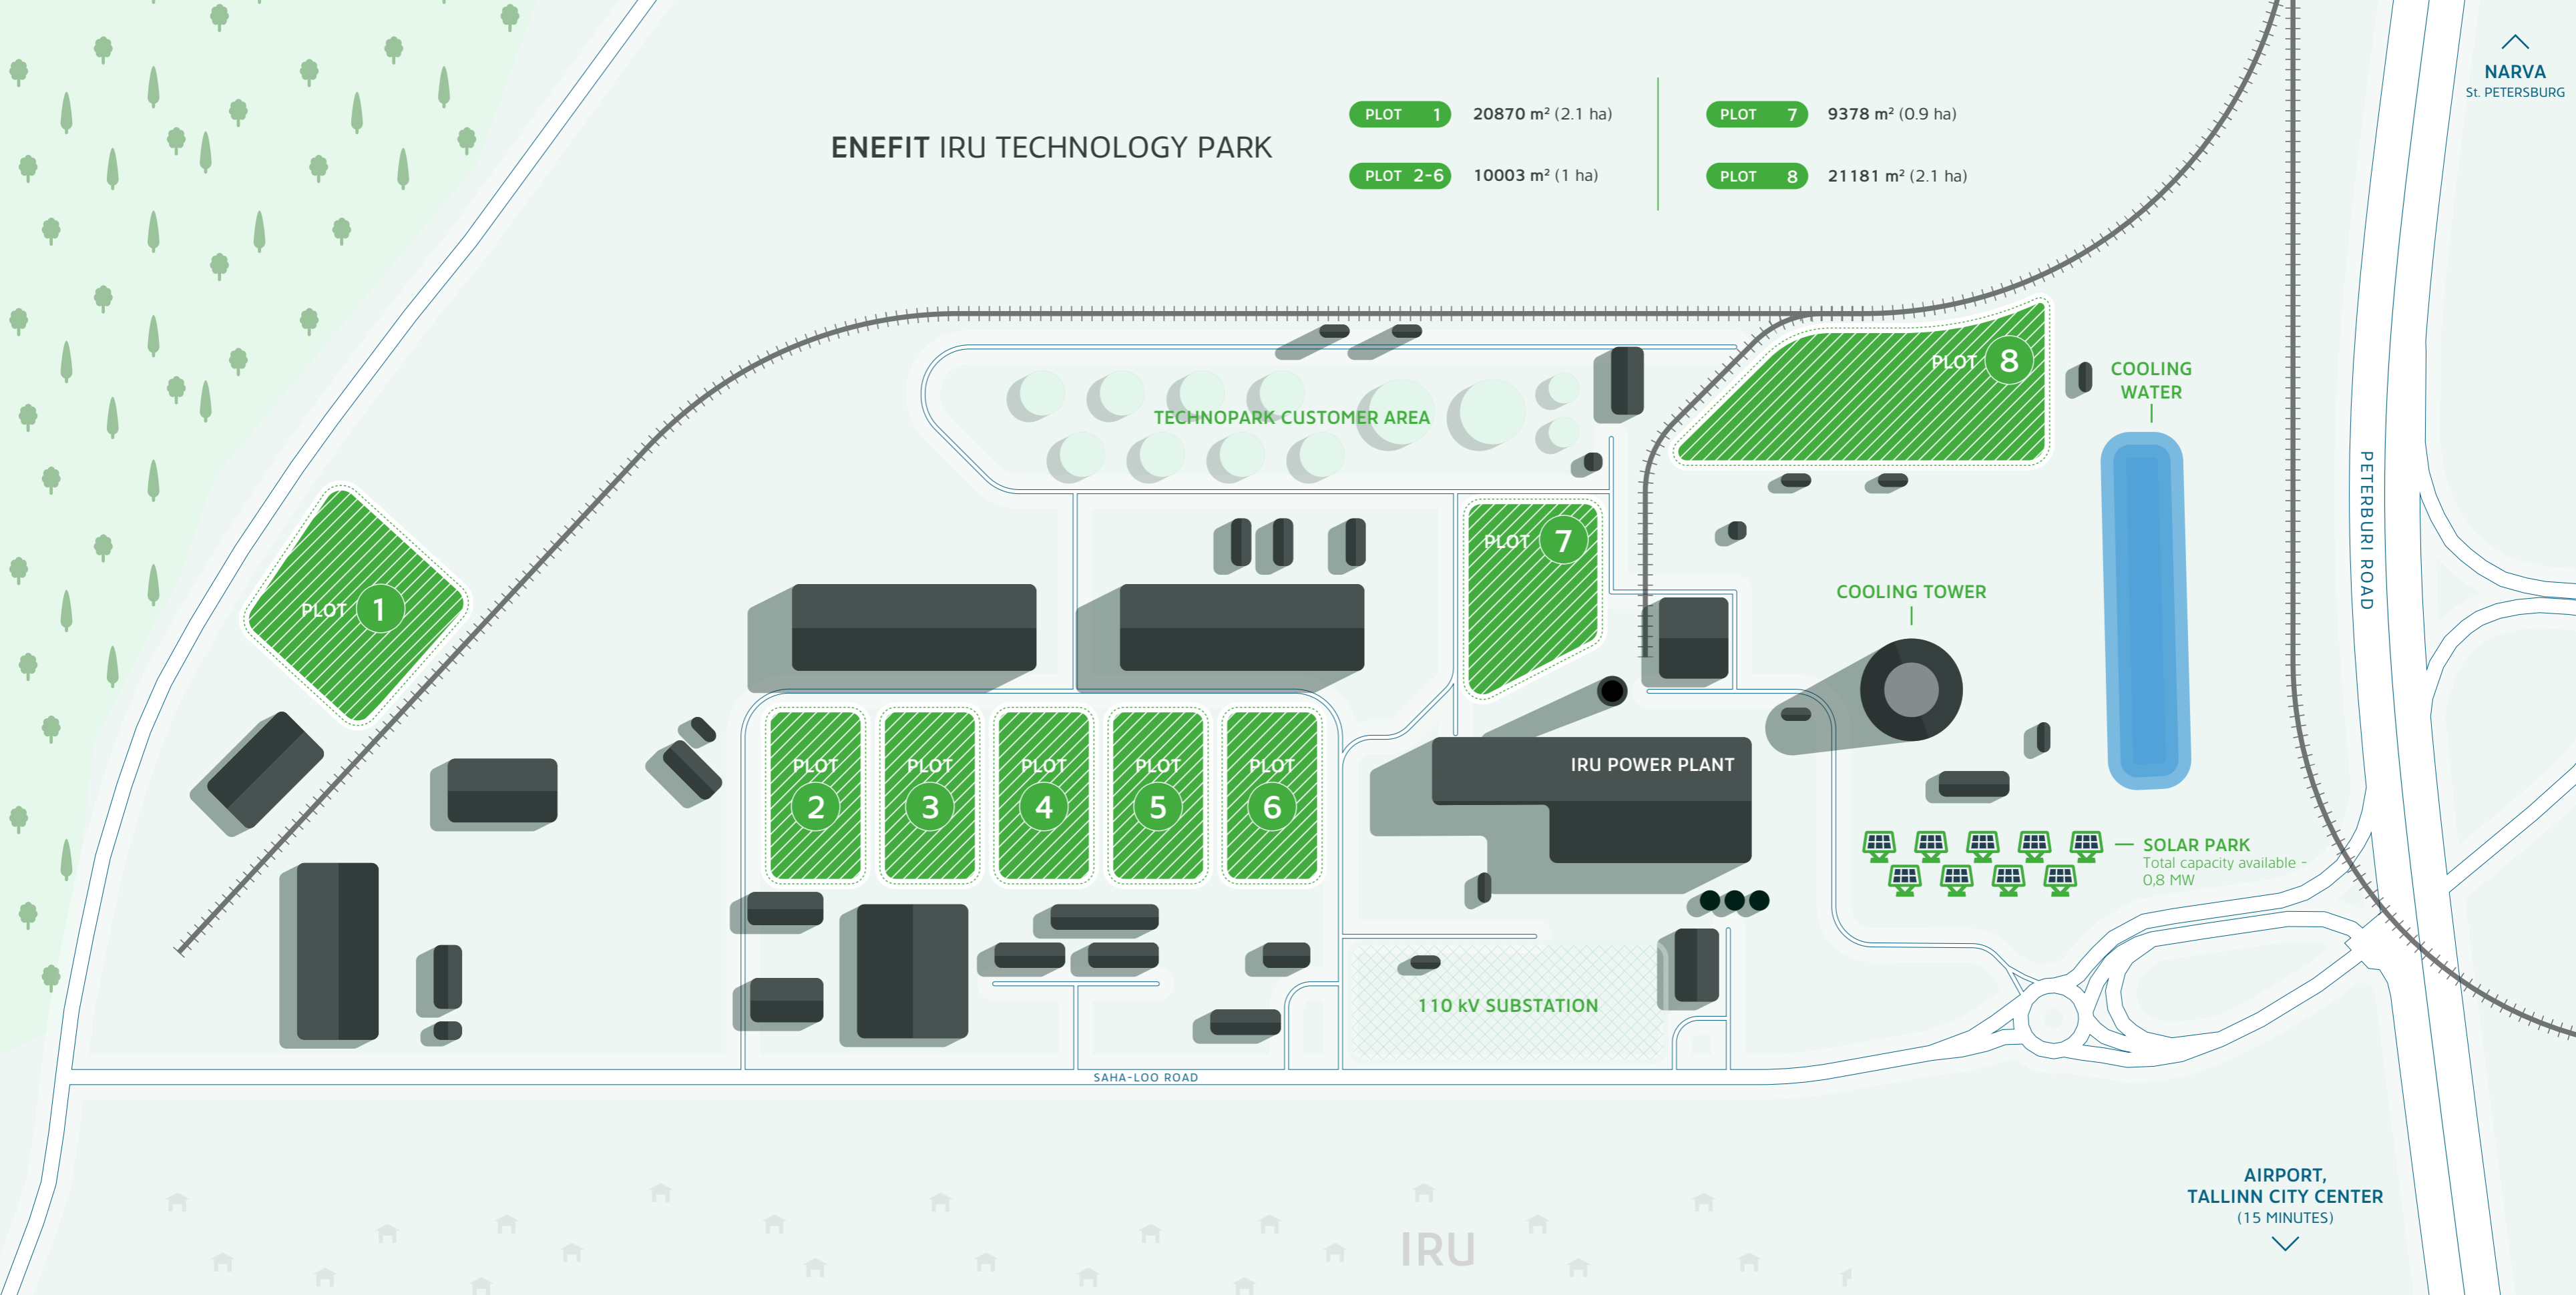 ENEFIT IRU TECHNOLOGY PARK
PLOT 1 20870 m² (2.1 ha)
PLOT 2-6 10003 m² (1 ha)
PLOT 7 9378 m² (0.9 ha)
PLOT 8 21181 m² (2.1 ha)
NARVA
St. PETERSBURG
PLOT 8
COOLING
WATER
TECHNOPARK CUSTOMER AREA
PLOT 7
PETERBURI ROAD
PLOT 1
COOLING TOWER
PLOT
2
PLOT
3
PLOT
4
PLOT
5
PLOT
6
IRU POWER PLANT
SOLAR PARK
Total capacity available -
0,8 MW
110 kV SUBSTATION
SAHA-LOO ROAD
AIRPORT,
TALLINN CITY CENTER
(15 MINUTES)
IRU